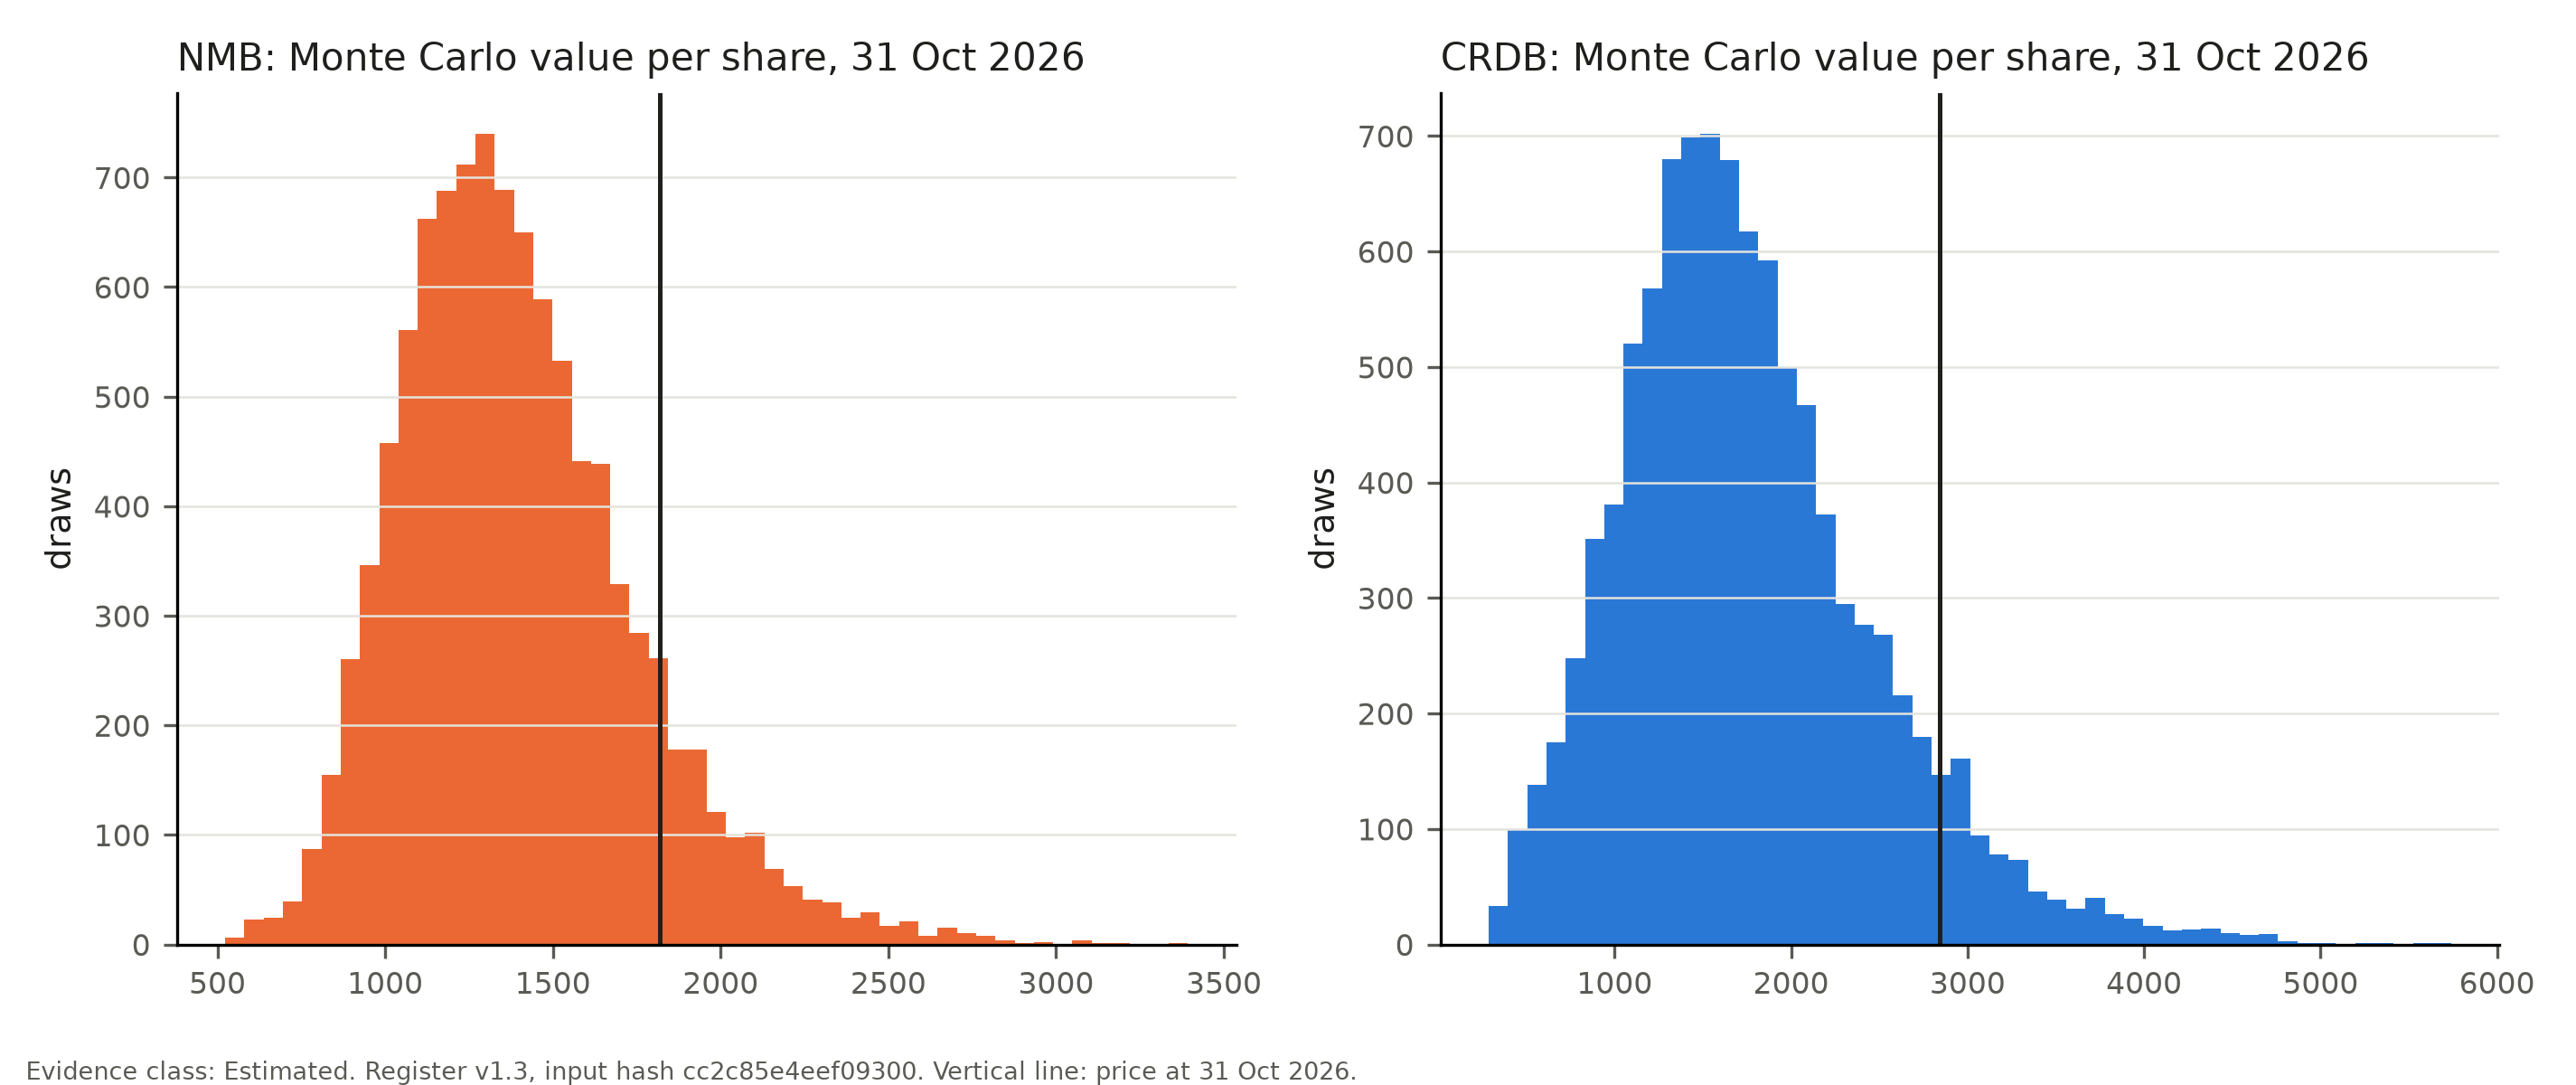 NMB: Monte Carlo value per share, 31 Oct 2026
draws
700
600
500
400
300
200
100
0
500 1000 1500 2000 2500 3000 3500
CRDB: Monte Carlo value per share, 31 Oct 2026
draws
700
600
500
400
300
200
100
0
1000 2000 3000 4000 5000 6000
Evidence class: Estimated. Register v1.3, input hash cc2c85e4eef09300. Vertical line: price at 31 Oct 2026.